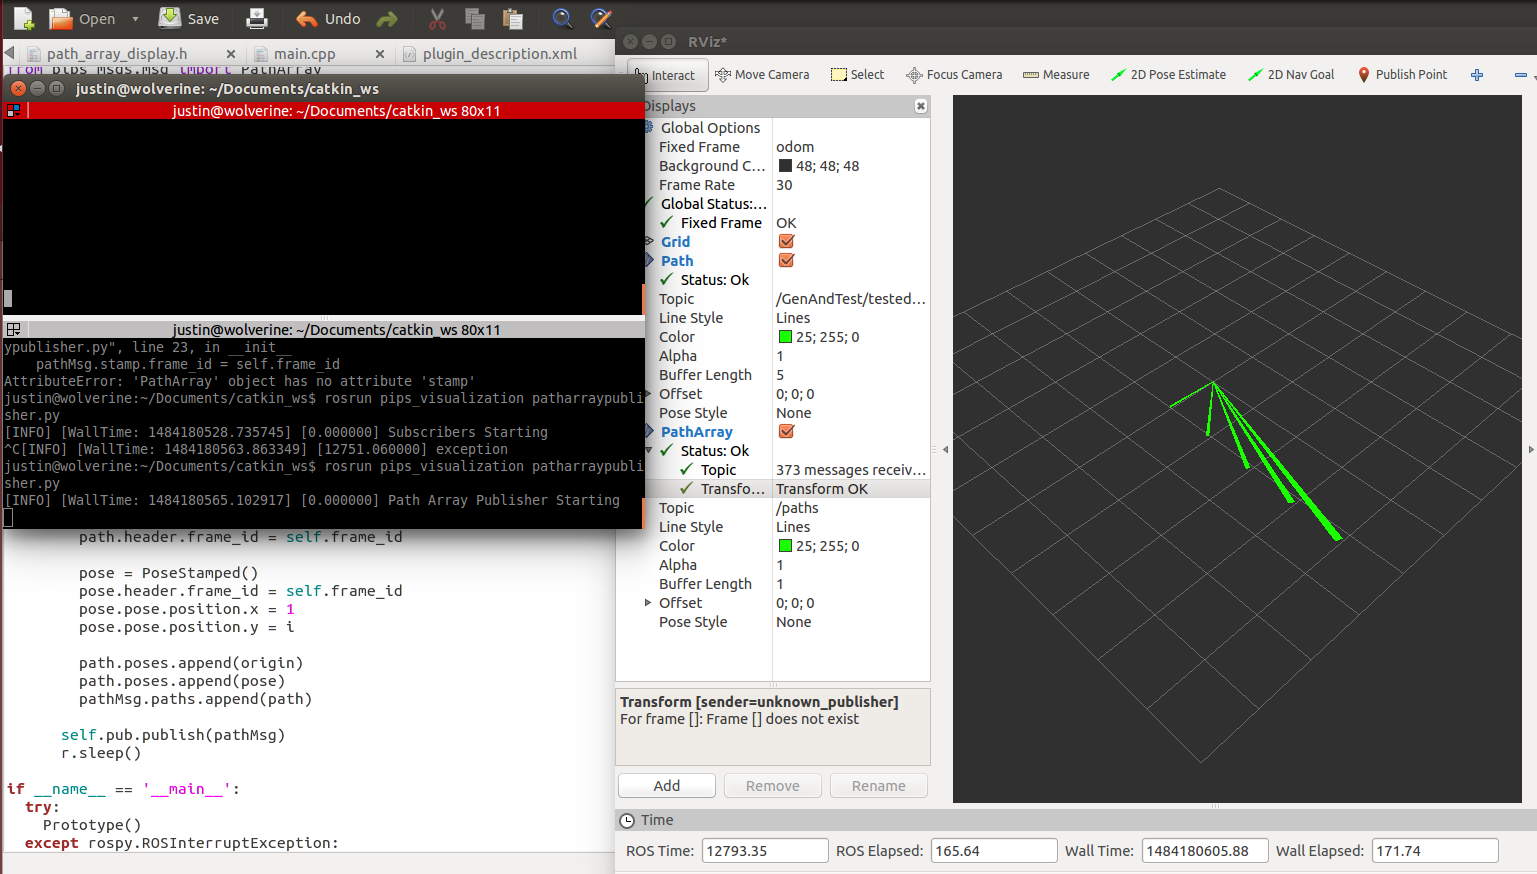 Open
Save
Undo
path_array_display.h
main.cpp
plugin_description.xml
from pips_msgs.msg import PathArray
justin@wolverine: ~/Documents/catkin_ws
justin@wolverine: ~/Documents/catkin_ws 80x11
justin@wolverine: ~/Documents/catkin_ws 80x11
ypublisher.py", line 23, in __init__
pathMsg.stamp.frame_id = self.frame_id
AttributeError: 'PathArray' object has no attribute 'stamp'
justin@wolverine:~/Documents/catkin_ws$ rosrun pips_visualization patharraypubli
sher.py
[INFO] [WallTime: 1484180528.735745] [0.000000] Subscribers Starting
^C[INFO] [WallTime: 1484180563.863349] [12751.060000] exception
justin@wolverine:~/Documents/catkin_ws$ rosrun pips_visualization patharraypubli
sher.py
[INFO] [WallTime: 1484180565.102917] [0.000000] Path Array Publisher Starting
path.header.frame_id = self.frame_id
pose = PoseStamped()
pose.header.frame_id = self.frame_id
pose.pose.position.x = 1
pose.pose.position.y = i
path.poses.append(origin)
path.poses.append(pose)
pathMsg.paths.append(path)
self.pub.publish(pathMsg)
r.sleep()
if __name__ == '__main__':
try:
Prototype()
except rospy.ROSInterruptException:
RViz*
Interact
Move Camera
Select
Focus Camera
Measure
2D Pose Estimate
2D Nav Goal
Publish Point
Displays
Global Options
Fixed Frame odom
Background C... 48; 48; 48
Frame Rate 30
Global Status:...
Fixed Frame OK
Grid
Path
Status: Ok
Topic /GenAndTest/tested...
Line Style Lines
Color 25; 255; 0
Alpha 1
Buffer Length 5
Offset 0; 0; 0
Pose Style None
PathArray
Status: Ok
Topic 373 messages receiv...
Transfo... Transform OK
Topic /paths
Line Style Lines
Color 25; 255; 0
Alpha 1
Buffer Length 1
Offset 0; 0; 0
Pose Style None
Transform [sender=unknown_publisher]
For frame []: Frame [] does not exist
Add
Remove
Rename
Time
ROS Time: 12793.35
ROS Elapsed: 165.64
Wall Time: 1484180605.88
Wall Elapsed: 171.74